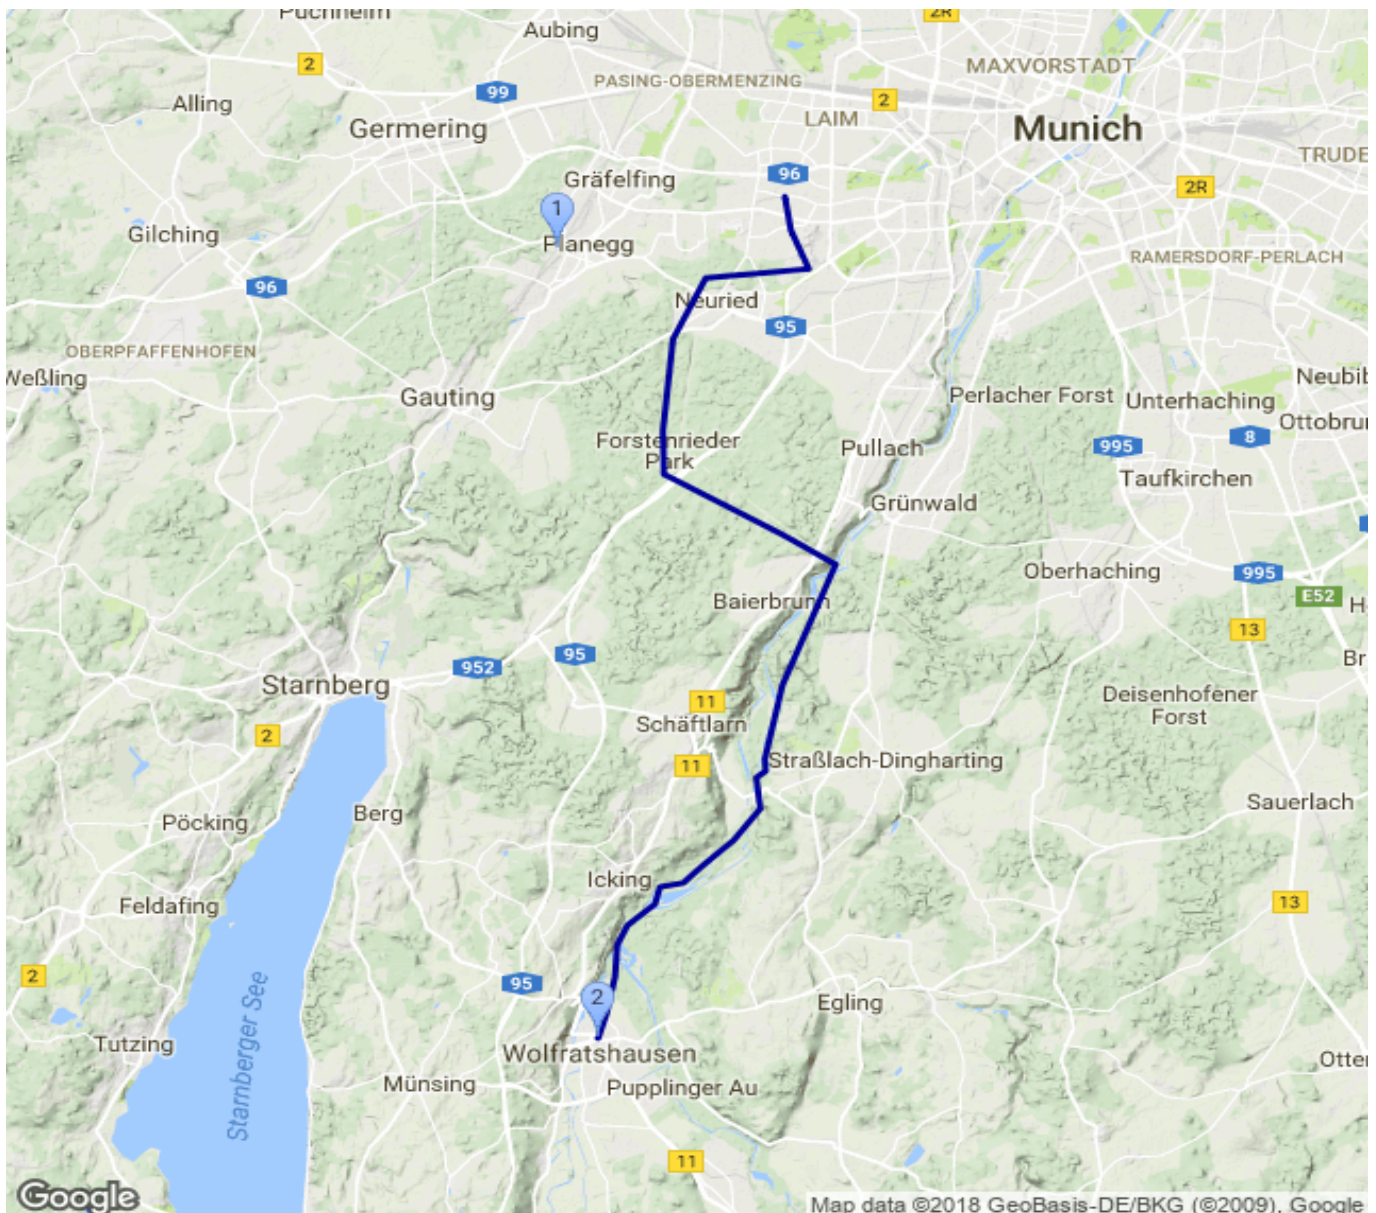 Puchheim
2R
Aubing
2
MAXVORSTADT
PASING-OBERMENZING
99
2
Alling
LAIM
Germering
Munich
TRUDE
96
Gräfelfing
2R
1
Gilching
Planegg
RAMERSDORF-PERLACH
96
Neuried
95
OBERPFAFFENHOFEN
Weßling
Neubib
Gauting
Perlacher Forst
Unterhaching
Ottobrun
Forstenrieder
Park
Pullach
995
8
Taufkirchen
Grünwald
Oberhaching
995
E52
Baierbrunn
13
95
952
Br
Starnberg
Deisenhofener
Forst
11
Schäftlarn
2
11
Straßlach-Dingharting
Sauerlach
Berg
Pöcking
Icking
Feldafing
13
2
95
2
Egling
Starnberger See
Tutzing
Wolfratshausen
Otter
Münsing
Pupplinger Au
11
Google
Map data ©2018 GeoBasis-DE/BKG (©2009), Google